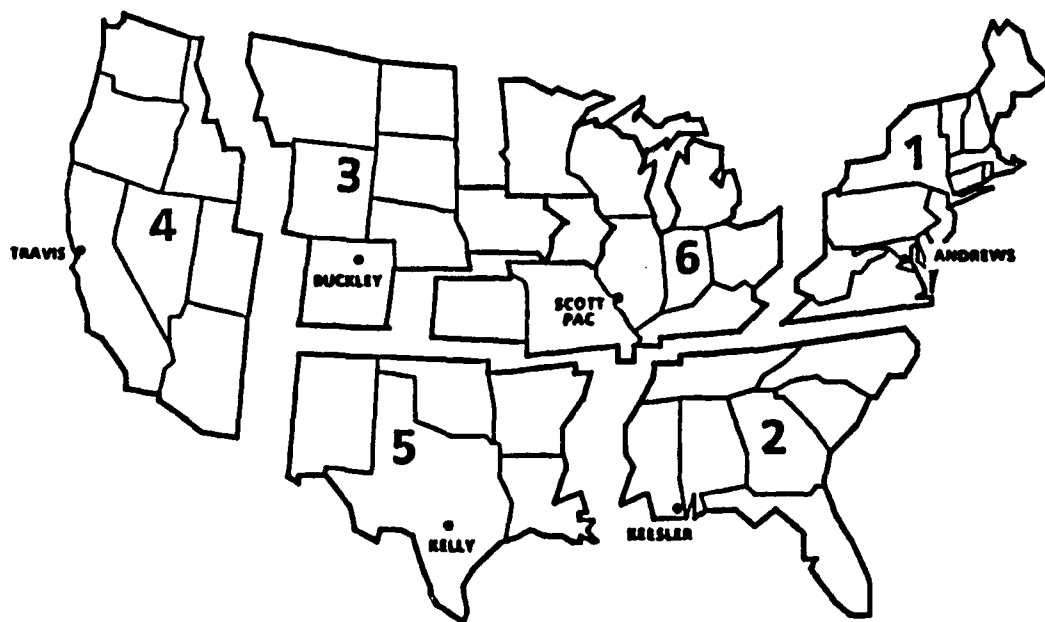 1
3
4
TRAVIS
BUCKLEY
6
ANDREWS
SCOTT
PAC
2
5
KELLY
KEESLER